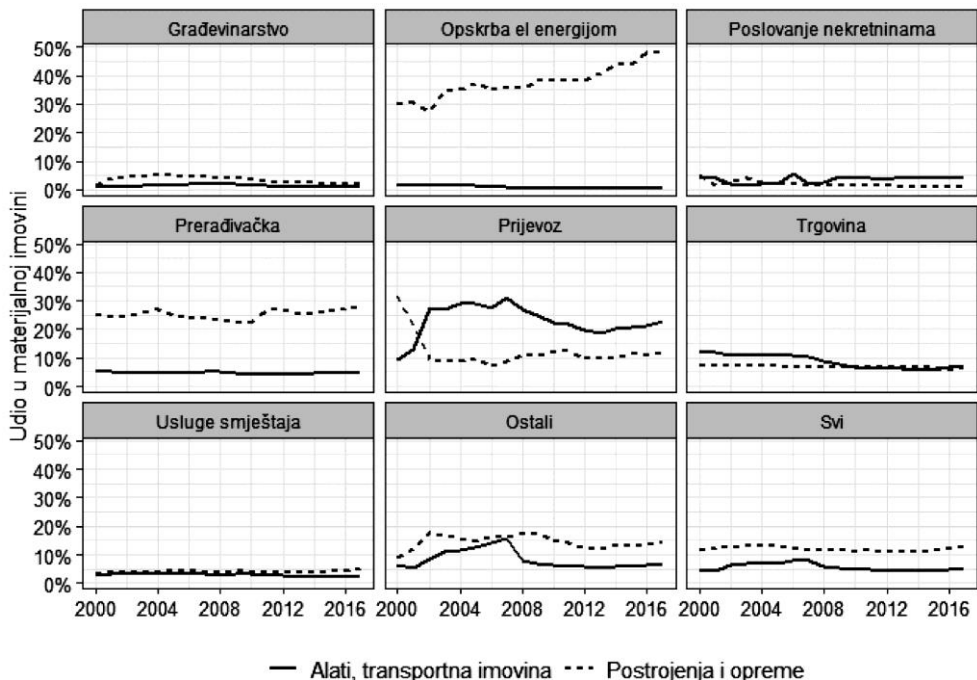 Građevinarstvo
Opskrba el energijom
Poslovanje nekretninama
50%
40%
30%
20%
10%
0%
Prerađivačka
Prijevoz
Trgovina
50%
40%
30%
20%
10%
0%
Usluge smještaja
Ostali
Svi
50%
40%
30%
20%
10%
0%
Udio u materijalnoj imovini
2000 2004 2008 2012 2016
2000 2004 2008 2012 2016
2000 2004 2008 2012 2016
Alati, transportna imovina
Postrojenja i opreme